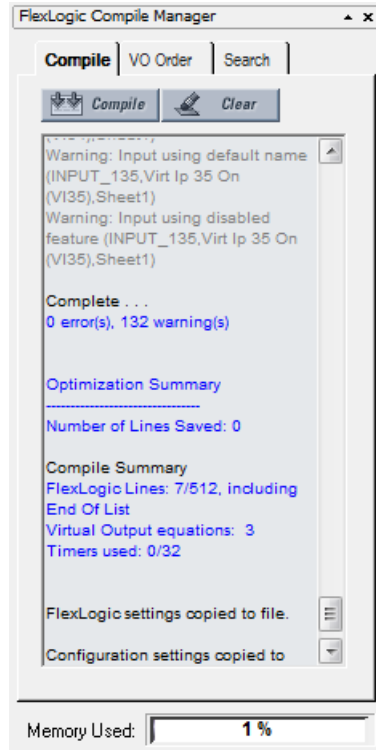 FlexLogic Compile Manager
Compile
VO Order
Search
Compile
Clear
(VI34),Sheet1)
Warning: Input using default name
(INPUT_135,Virt Ip 35 On
(VI35),Sheet1)
Warning: Input using disabled
feature (INPUT_135,Virt Ip 35 On
(VI35),Sheet1)
Complete . . .
0 error(s), 132 warning(s)
Optimization Summary
--------------------------------
Number of Lines Saved: 0
Compile Summary
FlexLogic Lines: 7/512, including
End Of List
Virtual Output equations: 3
Timers used: 0/32
FlexLogic settings copied to file.
Configuration settings copied to
Memory Used:
1 %